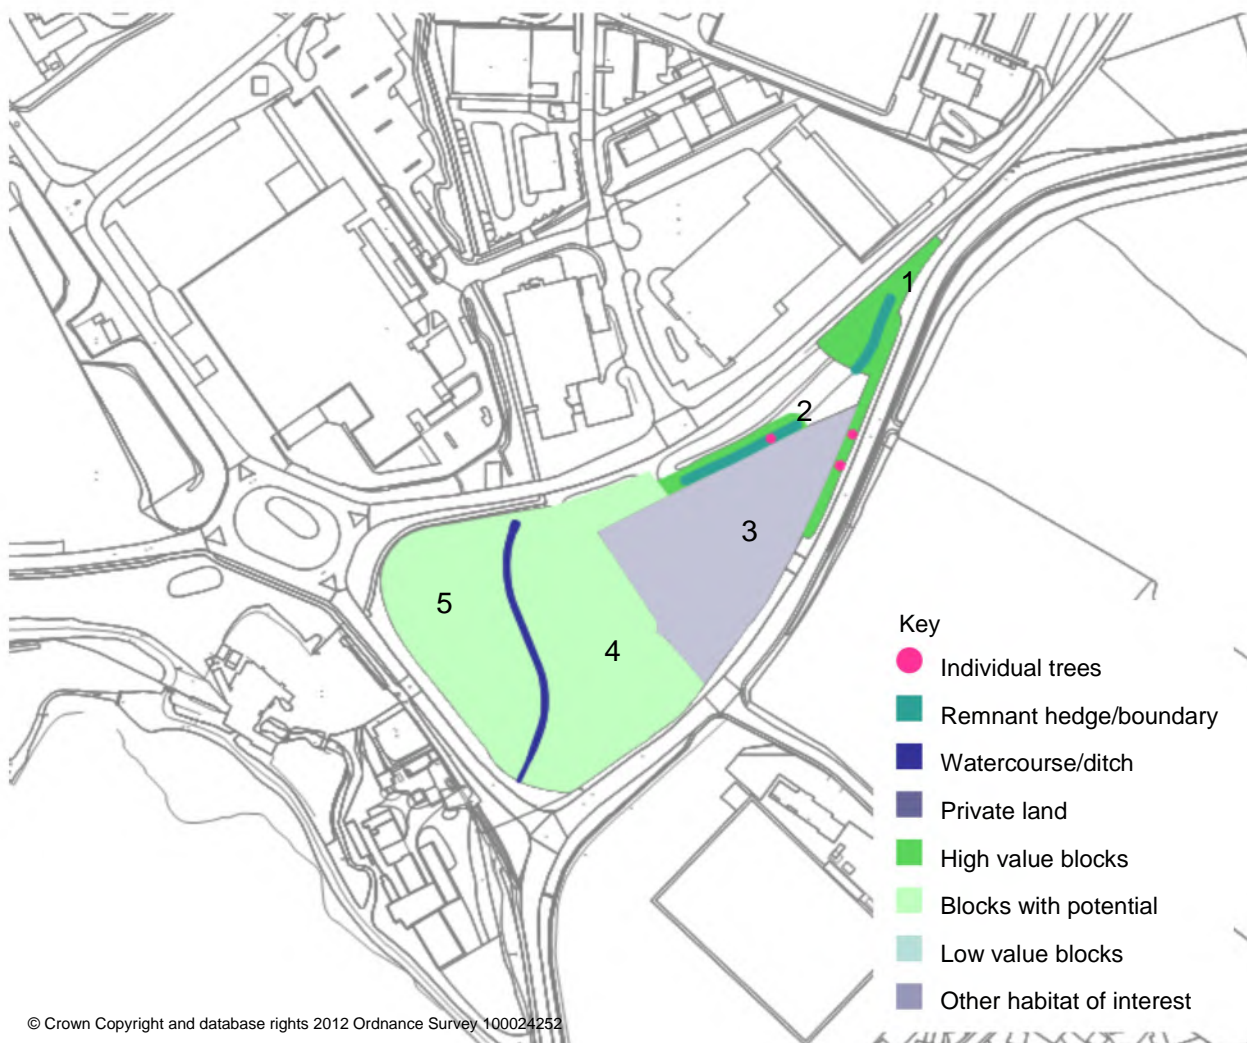 1
2
3
5
4
Key
Individual trees
Remnant hedge/boundary
Watercourse/ditch
Private land
High value blocks
Blocks with potential
Low value blocks
Other habitat of interest
© Crown Copyright and database rights 2012 Ordnance Survey 100024252